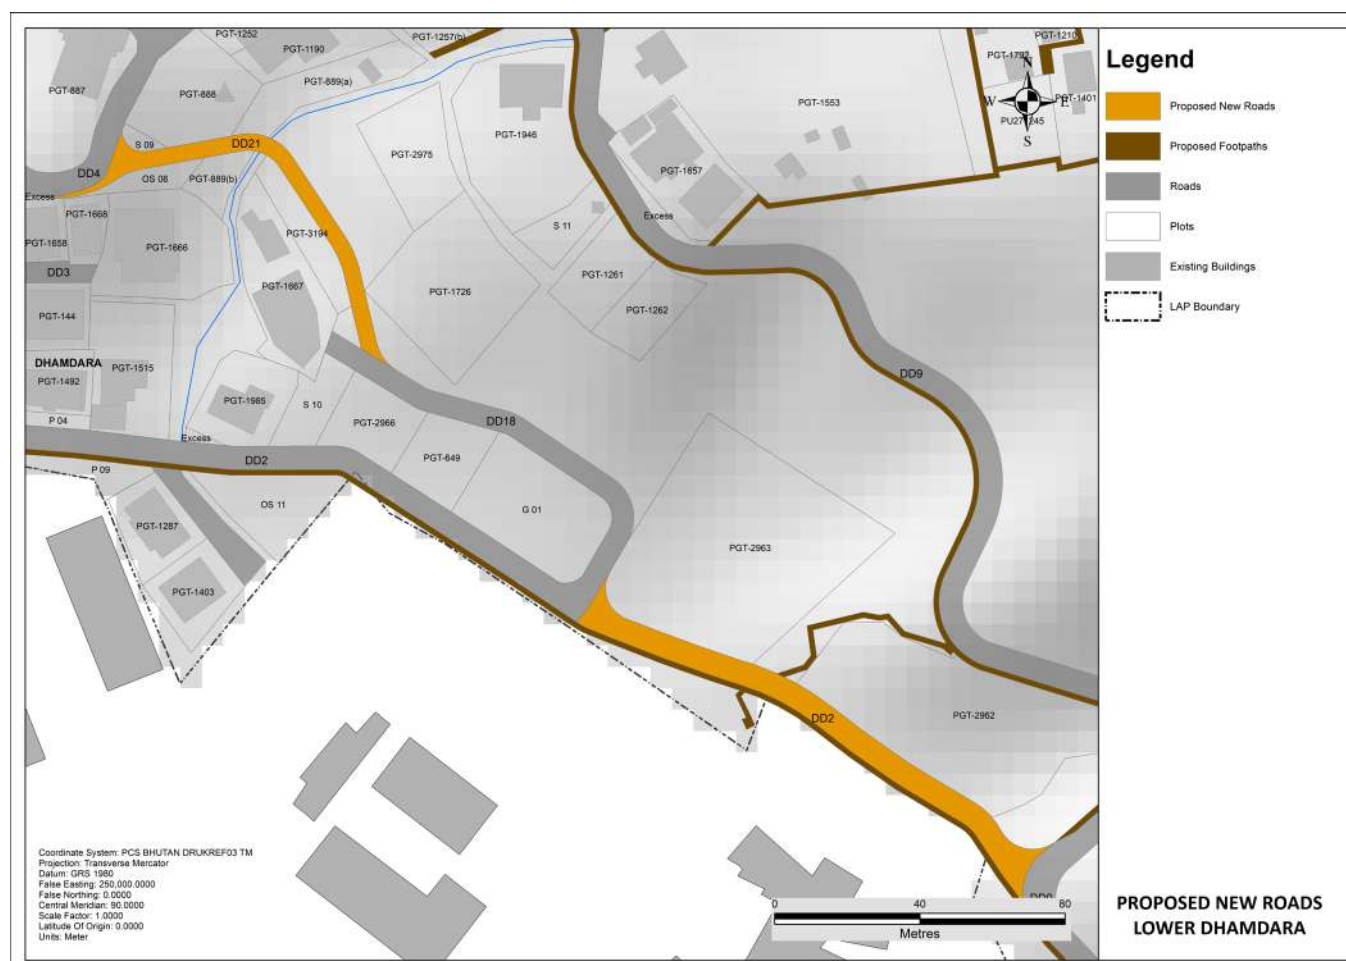 PGT-1252
PGT-1190
PGT-1257(b)
PGT-1210
PGT-1792
PGT-889(a)
PGT-887
PGT-888
PGT-1553
PGT-1401
N
W
E
S
PGT-1946
S 09
DD21
PGT-2975
DD4
OS 08
PGT-889(b)
PGT-1657
Excess
PGT-1668
Excess
S 11
PGT-3194
PGT-1658
PGT-1666
DD3
PGT-1261
PGT-1667
PGT-1726
PGT-1262
PGT-144
DHAMDARA
PGT-1515
PGT-1492
DD9
PGT-1985
S 10
P 04
PGT-2966
DD18
Excess
DD2
PGT-649
P 09
OS 11
G 01
PGT-1287
PGT-2963
PGT-1403
DD2
PGT-2962
Coordinate System: PCS BHUTAN DRUKREF03 TM
Projection: Transverse Mercator
Datum: GRS 1980
False Easting: 250,000.0000
False Northing: 0.0000
Central Meridian: 90.0000
Scale Factor: 1.0000
Latitude Of Origin: 0.0000
Units: Meter
0 40 80
Metres
Legend
Proposed New Roads
Proposed Footpaths
Roads
Plots
Existing Buildings
LAP Boundary
PROPOSED NEW ROADS
LOWER DHAMDARA